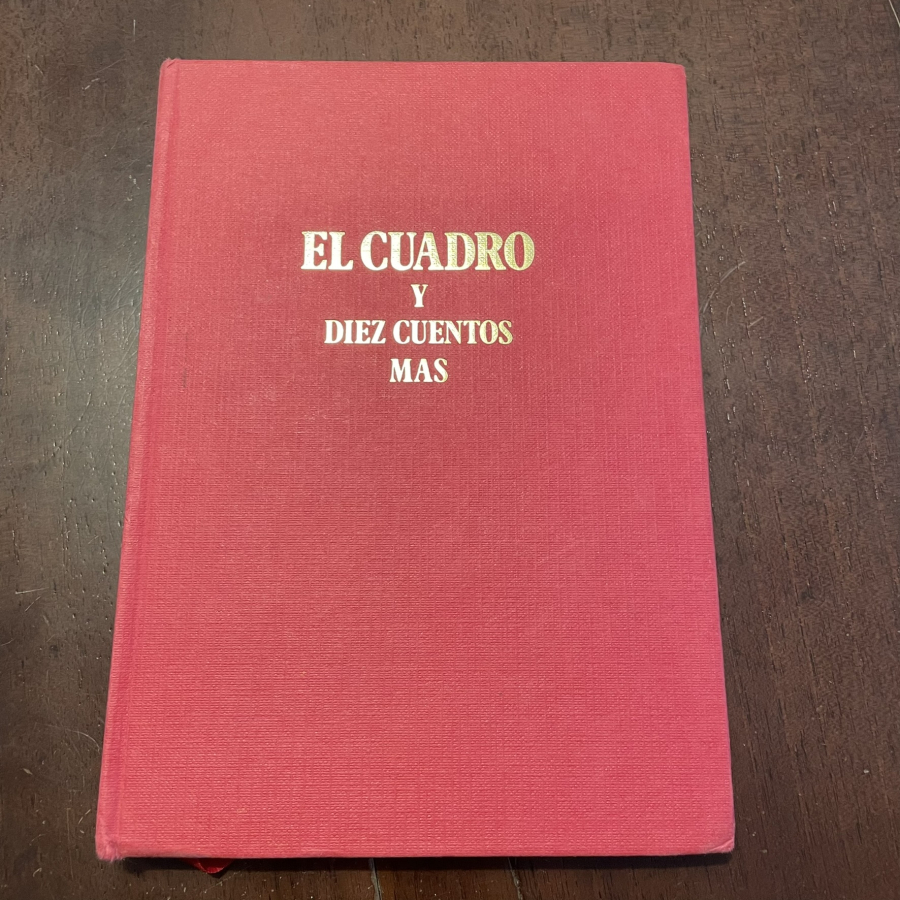 EL CUADRO
Y
DIEZ CUENTOS
MAS